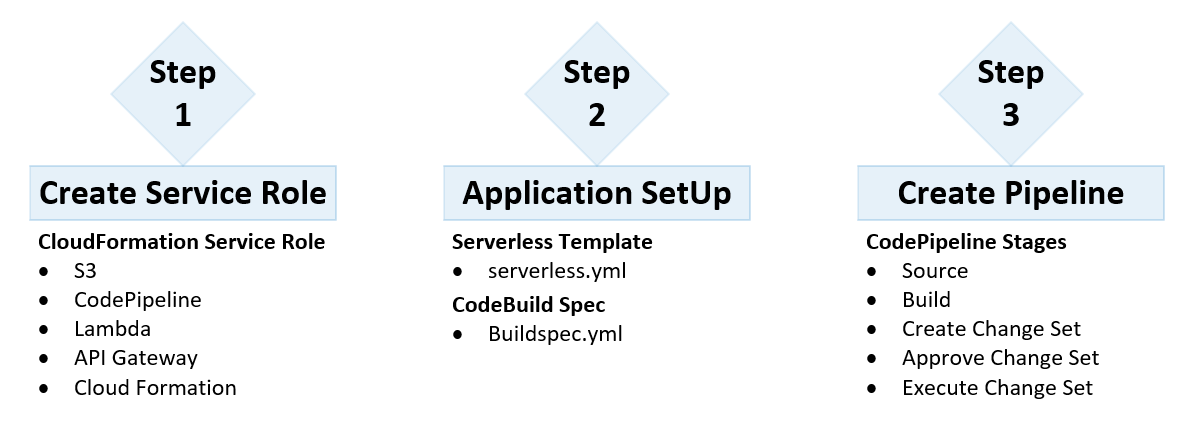 Step
1
Create Service Role
CloudFormation Service Role
• S3
• CodePipeline
• Lambda
• API Gateway
• Cloud Formation
Step
2
Application SetUp
Serverless Template
• serverless.yml
CodeBuild Spec
• Buildspec.yml
Step
3
Create Pipeline
CodePipeline Stages
• Source
• Build
• Create Change Set
• Approve Change Set
• Execute Change Set